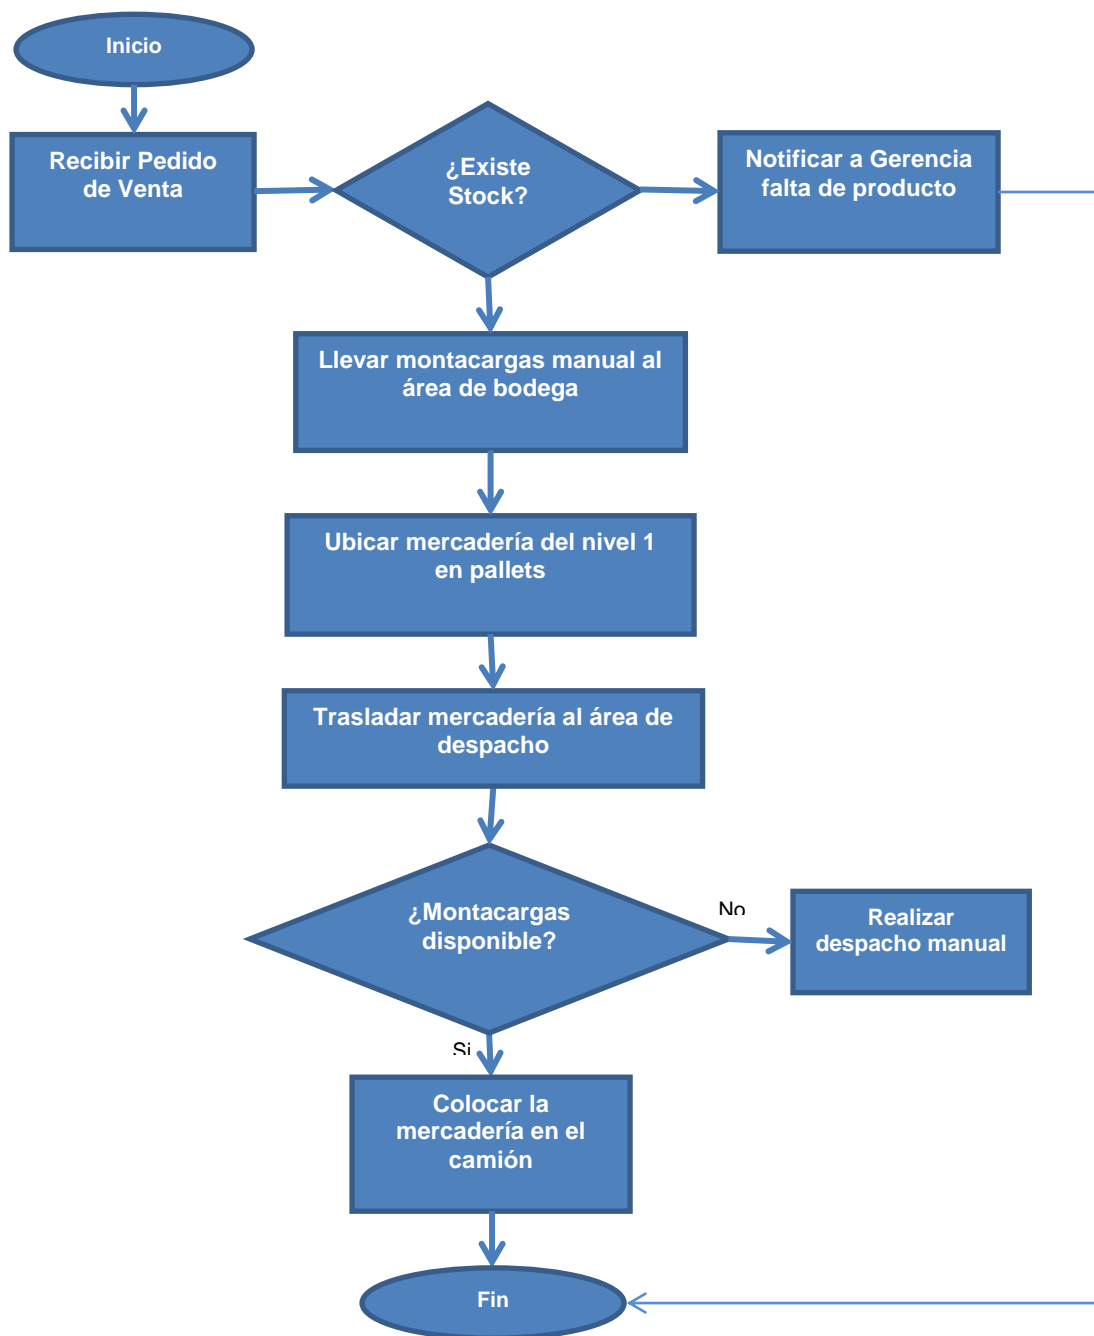 Inicio
Recibir Pedido
de Venta
¿Existe
Stock?
Notificar a Gerencia
falta de producto
Llevar montacargas manual al
área de bodega
Ubicar mercadería del nivel 1
en pallets
Trasladar mercadería al área de
despacho
¿Montacargas
disponible?
No
Realizar
despacho manual
Si
Colocar la
mercadería en el
camión
Fin